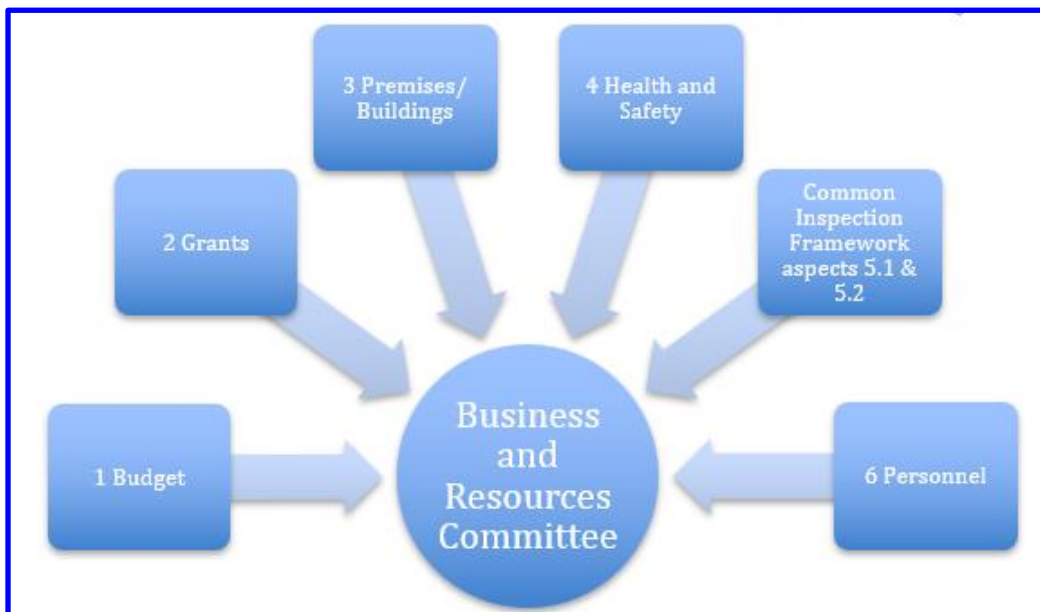 3 Premises/
Buildings
4 Health and
Safety
2 Grants
Common
Inspection
Framework
aspects 5.1 &
5.2
1 Budget
Business
and
Resources
Committee
6 Personnel